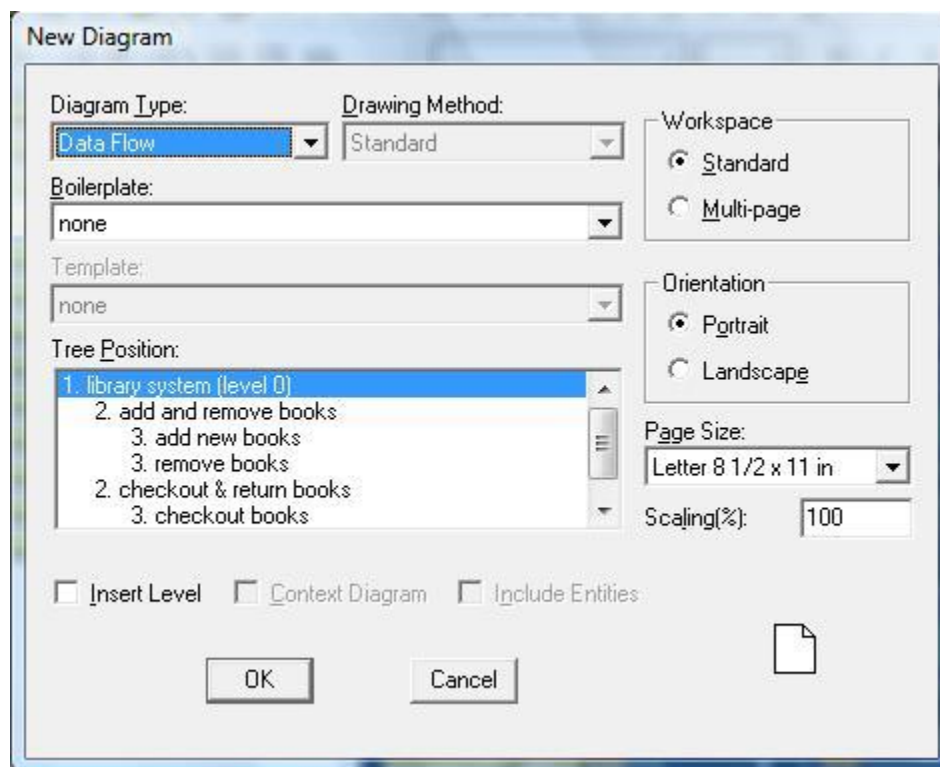 New Diagram
Diagram Type:
Drawing Method:
Data Flow
Standard
Boilerplate:
none
Template:
none
Tree Position:
1. library system (level 0)
2. add and remove books
3. add new books
3. remove books
2. checkout & return books
3. checkout books
Workspace
Standard
Multi-page
Orientation
Portrait
Landscape
Page Size:
Letter 8 1/2 x 11 in
Scaling(%):
100
Insert Level
Context Diagram
Include Entities
OK
Cancel